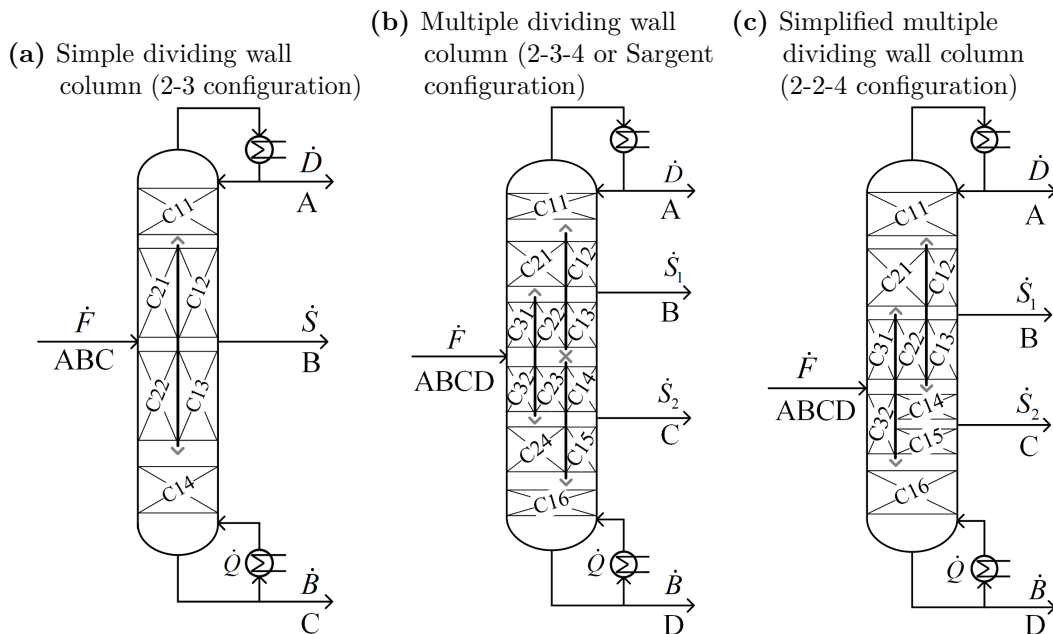 (a) Simple dividing wall
column (2-3 configuration)
Ḋ
A
C11
C21
C12
Ḟ
ABC
Ṡ
B
C22
C13
C14
Q̇
Ḃ
C
(b) Multiple dividing wall
column (2-3-4 or Sargent
configuration)
Ḋ
A
C11
C21
C12
Ṡ₁
B
C31
C22
C13
Ḟ
ABCD
C32
C23
C14
Ṡ₂
C
C24
C15
C16
Q̇
Ḃ
D
(c) Simplified multiple
dividing wall column
(2-2-4 configuration)
Ḋ
A
C11
C21
C12
Ṡ₁
B
C31
C22
C13
Ḟ
ABCD
C32
C14
Ṡ₂
C
C15
C16
Q̇
Ḃ
D